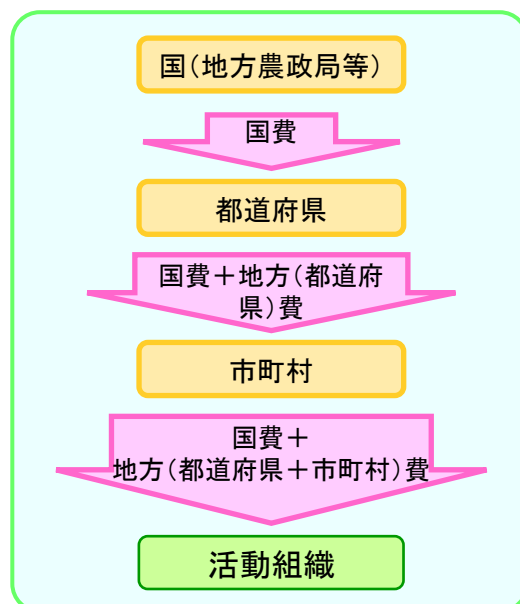 国(地方農政局等)
国費
都道府県
国費+地方(都道府
県)費
市町村
国費+
地方(都道府県+市町村)費
活動組織